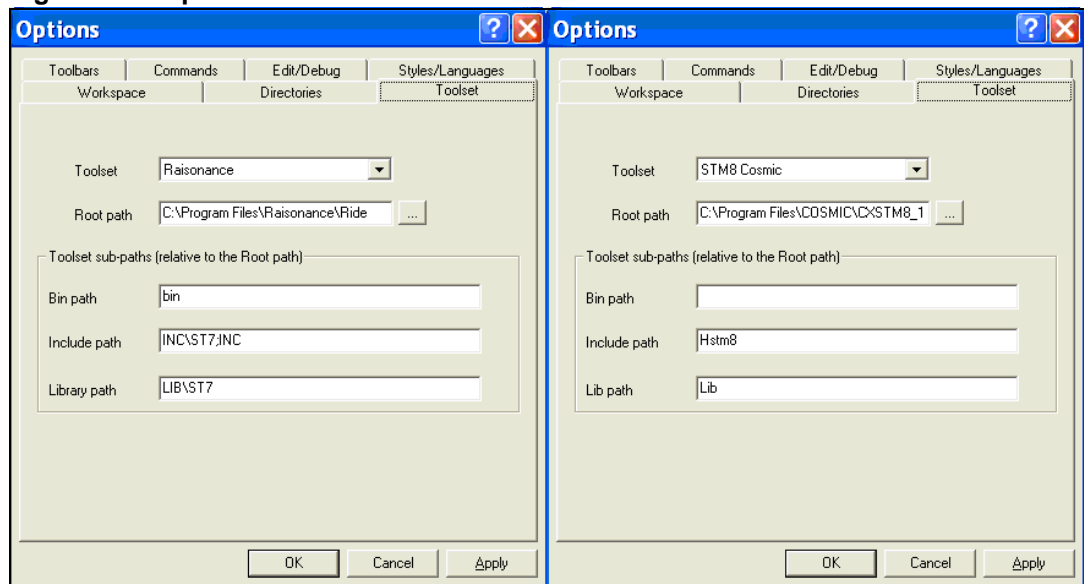 Options
Toolbars Commands Edit/Debug Styles/Languages
Workspace Directories Toolset
Toolset Raisonance
Root path C:\Program Files\Raisonance\Ride ...
Toolset sub-paths (relative to the Root path)
Bin path bin
Include path INC\ST7;INC
Library path LIB\ST7
OK Cancel Apply
Options
Toolbars Commands Edit/Debug Styles/Languages
Workspace Directories Toolset
Toolset STM8 Cosmic
Root path C:\Program Files\COSMIC\CXSTM8_1 ...
Toolset sub-paths (relative to the Root path)
Bin path
Include path Hstm8
Lib path Lib
OK Cancel Apply